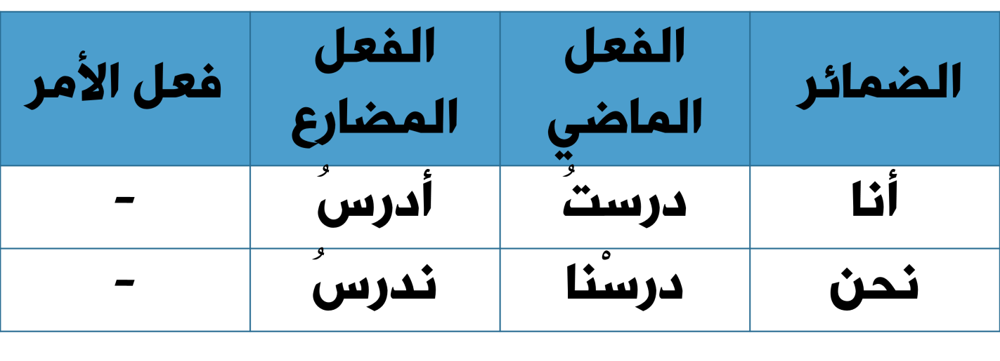 الضمائر
الفعل
الماضي
الفعل
المضارع
فعل الأمر
أنا
درستُ
أدرسُ
-
نحن
درسْنا
ندرسُ
-